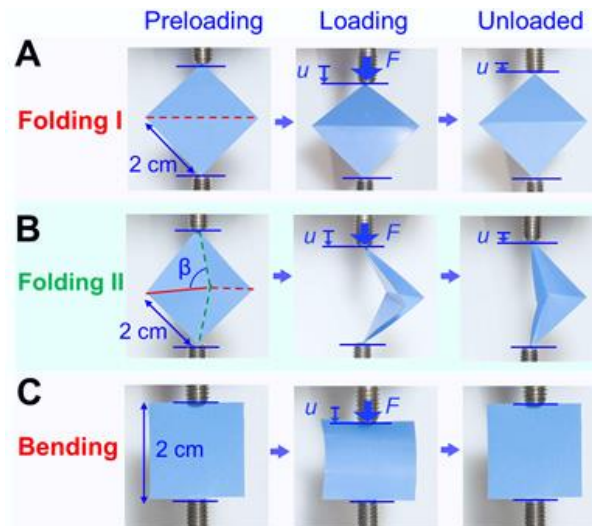 Preloading Loading Unloaded
A
Folding I
2 cm
u F
u
B
Folding II
β
2 cm
u F
u
C
Bending
2 cm
u F